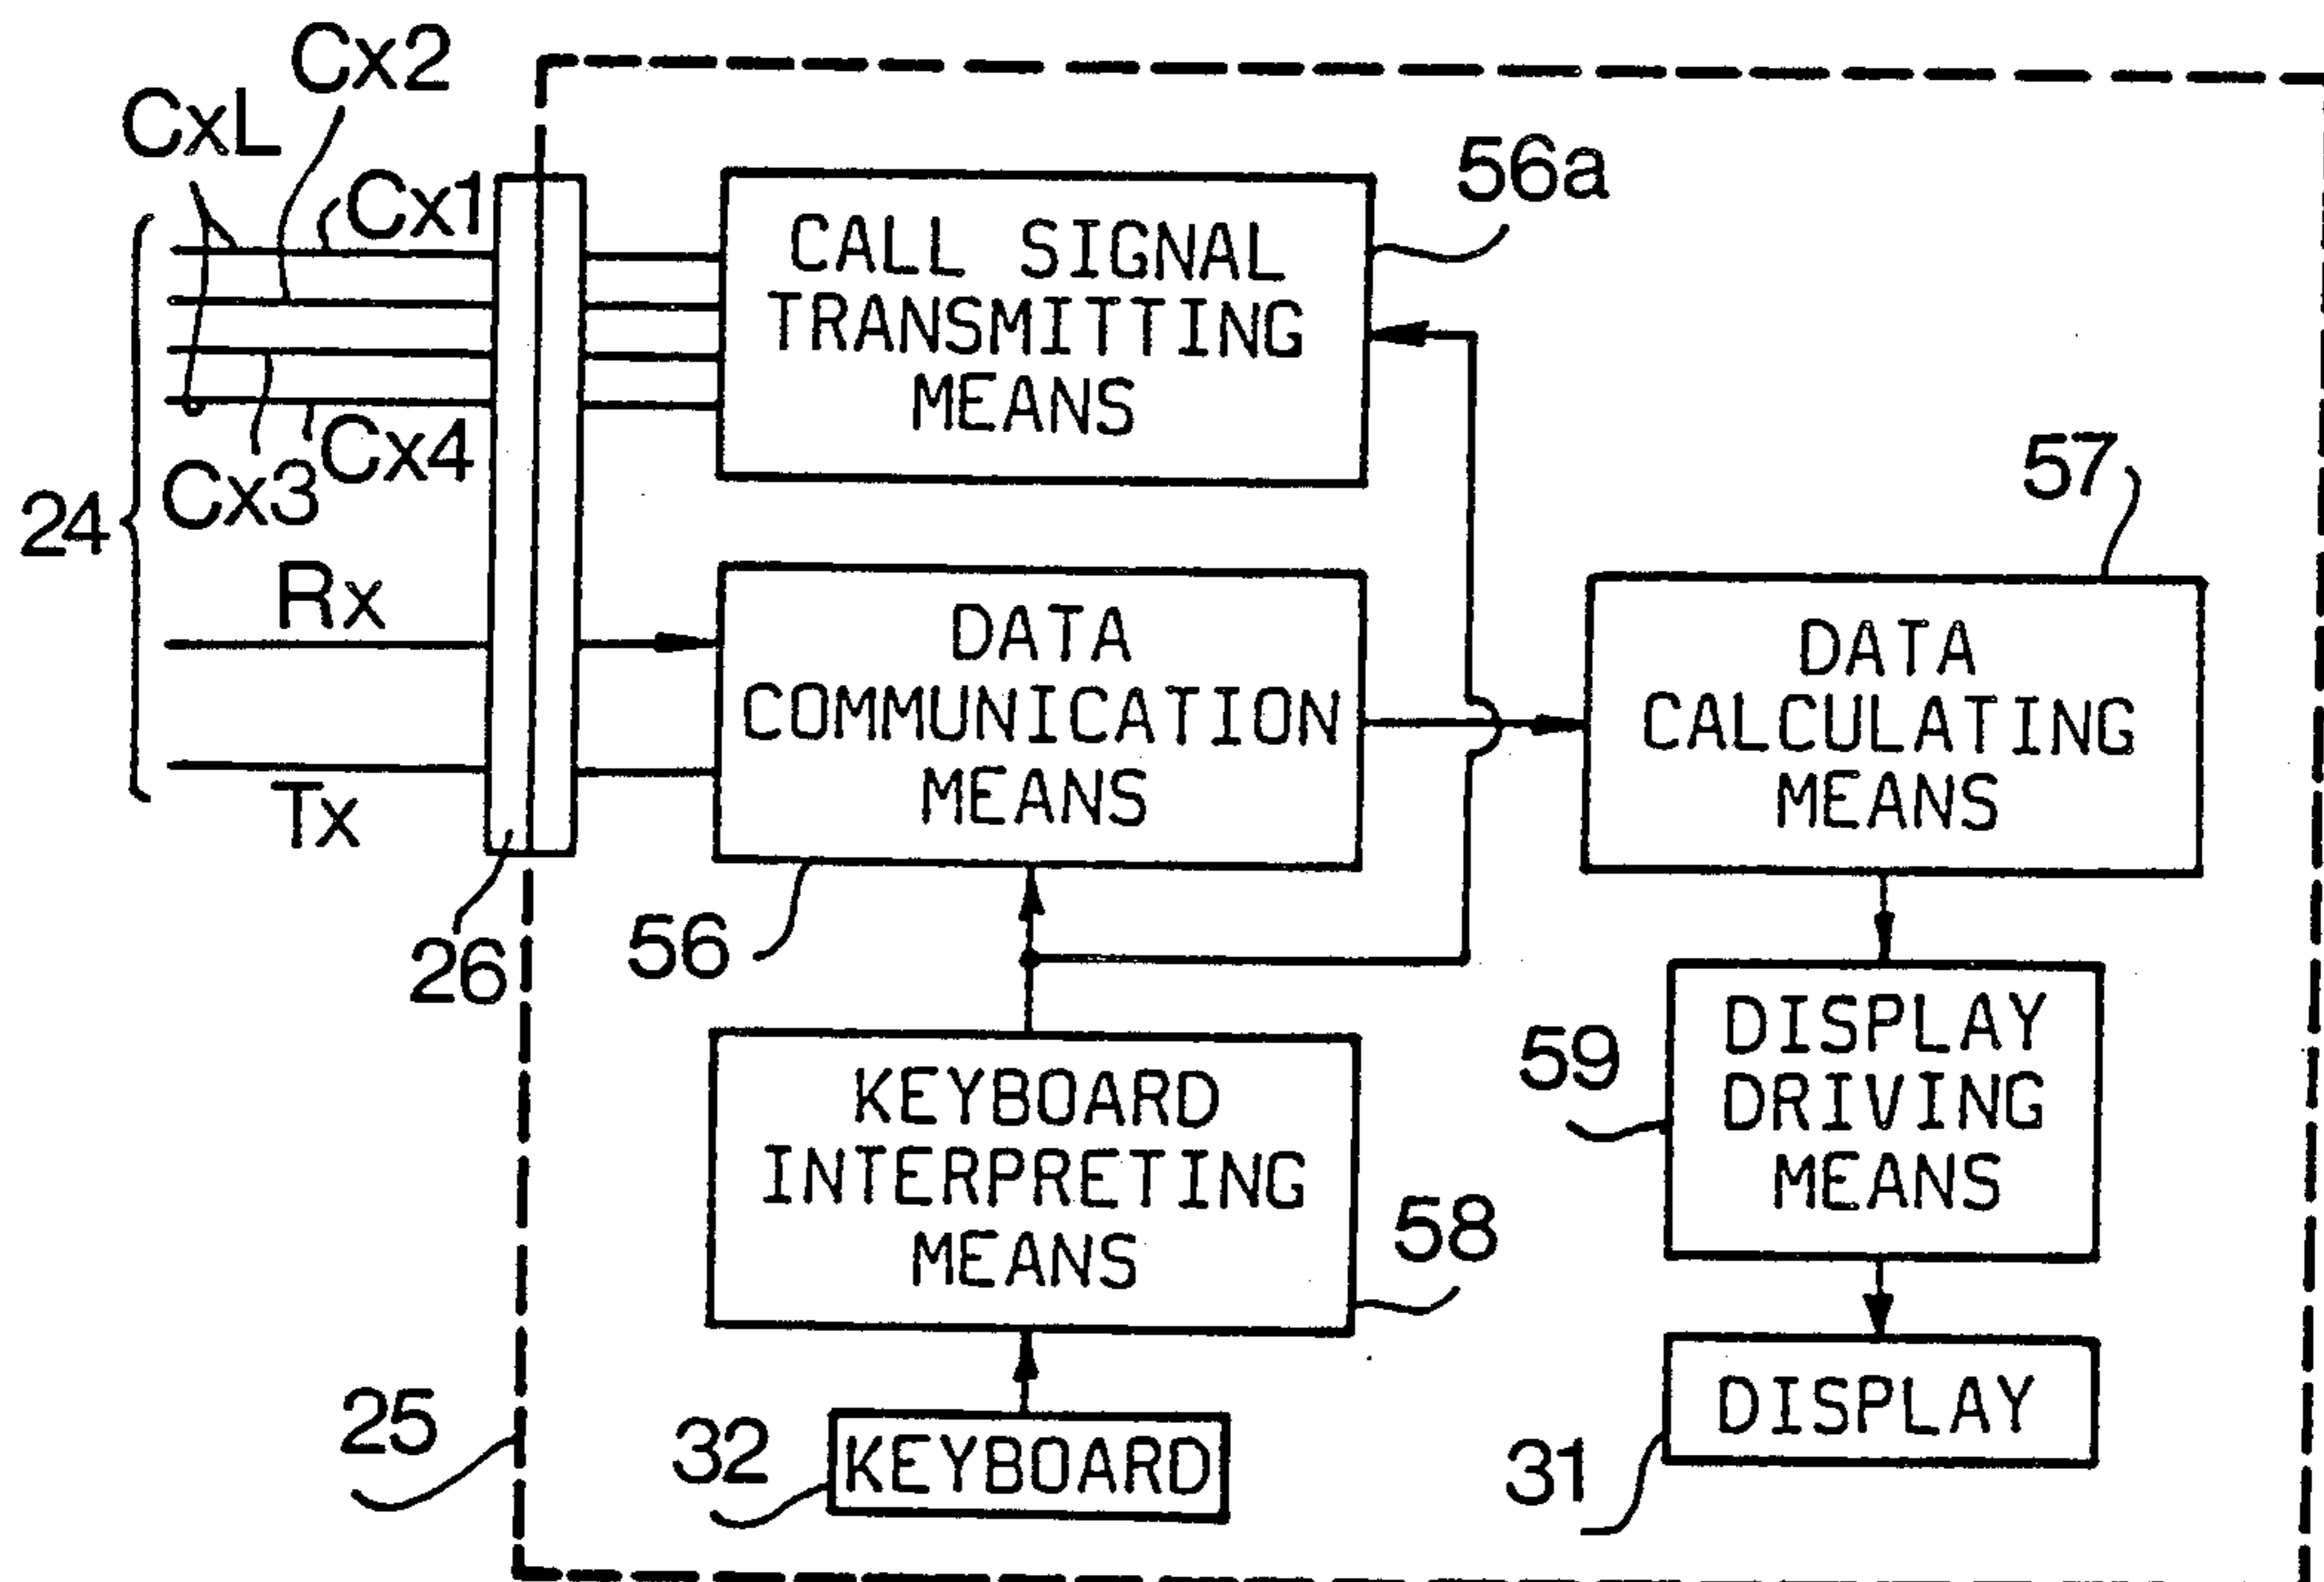 Cx2
CxL
Cx1
56a
CALL SIGNAL
TRANSMITTING
MEANS
Cx4
Cx3
24
57
Rx
DATA
COMMUNICATION
MEANS
DATA
CALCULATING
MEANS
Tx
26
56
KEYBOARD
INTERPRETING
MEANS
58
59
DISPLAY
DRIVING
MEANS
25
32
KEYBOARD
31
DISPLAY